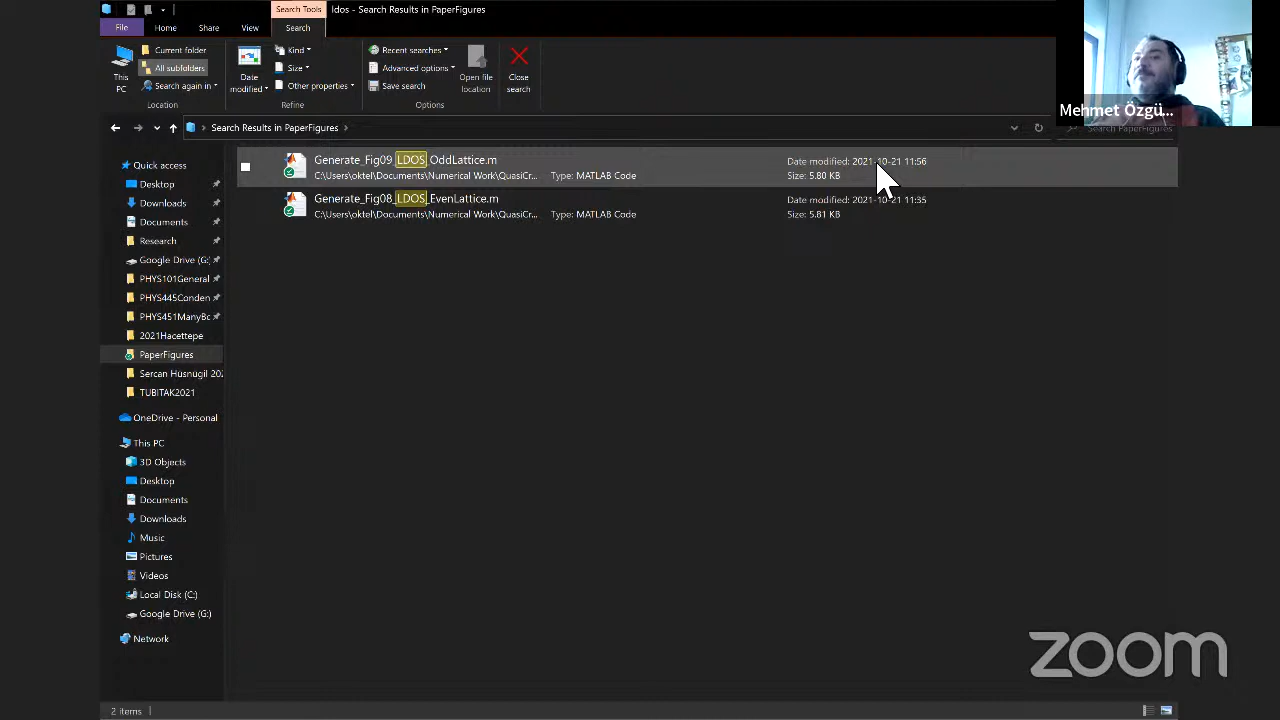 Search Tools
ldos - Search Results in PaperFigures
File
Home
Share
View
Search
This PC
Current folder
All subfolders
Search again in
Location
Date modified
Kind
Size
Other properties
Refine
Recent searches
Advanced options
Save search
Open file location
Options
Close search
Search Results in PaperFigures
Search PaperFigures
Mehmet Özgü...
Quick access
Desktop
Downloads
Documents
Research
Google Drive (G:
PHYS101General
PHYS445Conden
PHYS451ManyBo
2021Hacettepe
PaperFigures
Sercan Hüsnügil 202
TUBITAK2021
OneDrive - Personal
This PC
3D Objects
Desktop
Documents
Downloads
Music
Pictures
Videos
Local Disk (C:)
Google Drive (G:)
Network
Generate_Fig09_LDOS_OddLattice.m
C:\Users\oktel\Documents\Numerical Work\QuasiCr...
Type: MATLAB Code
Date modified: 2021-10-21 11:56
Size: 5.80 KB
Generate_Fig08_LDOS_EvenLattice.m
C:\Users\oktel\Documents\Numerical Work\QuasiCr...
Type: MATLAB Code
Date modified: 2021-10-21 11:35
Size: 5.81 KB
2 items
zoom